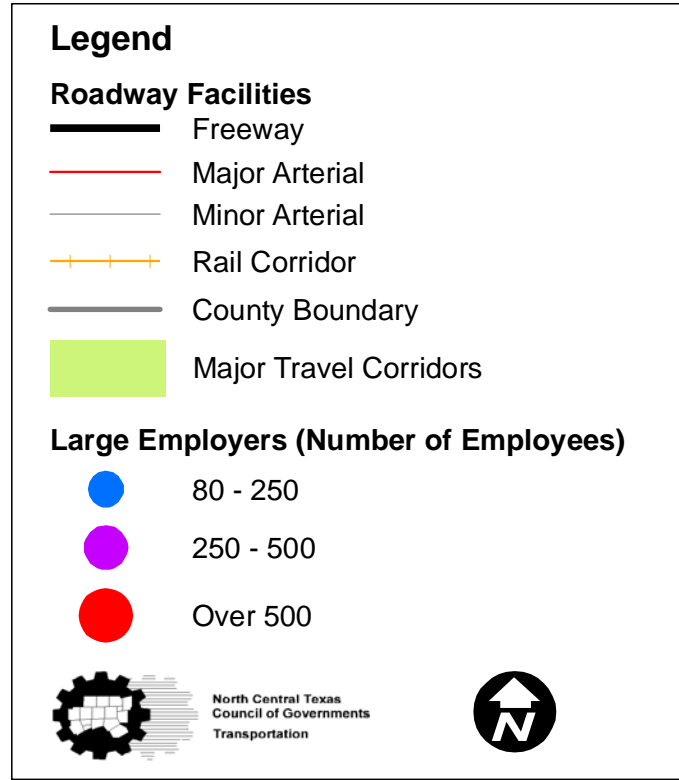 Legend
Roadway Facilities
Freeway
Major Arterial
Minor Arterial
Rail Corridor
County Boundary
Major Travel Corridors
Large Employers (Number of Employees)
80 - 250
250 - 500
Over 500
North Central Texas
Council of Governments
Transportation
N